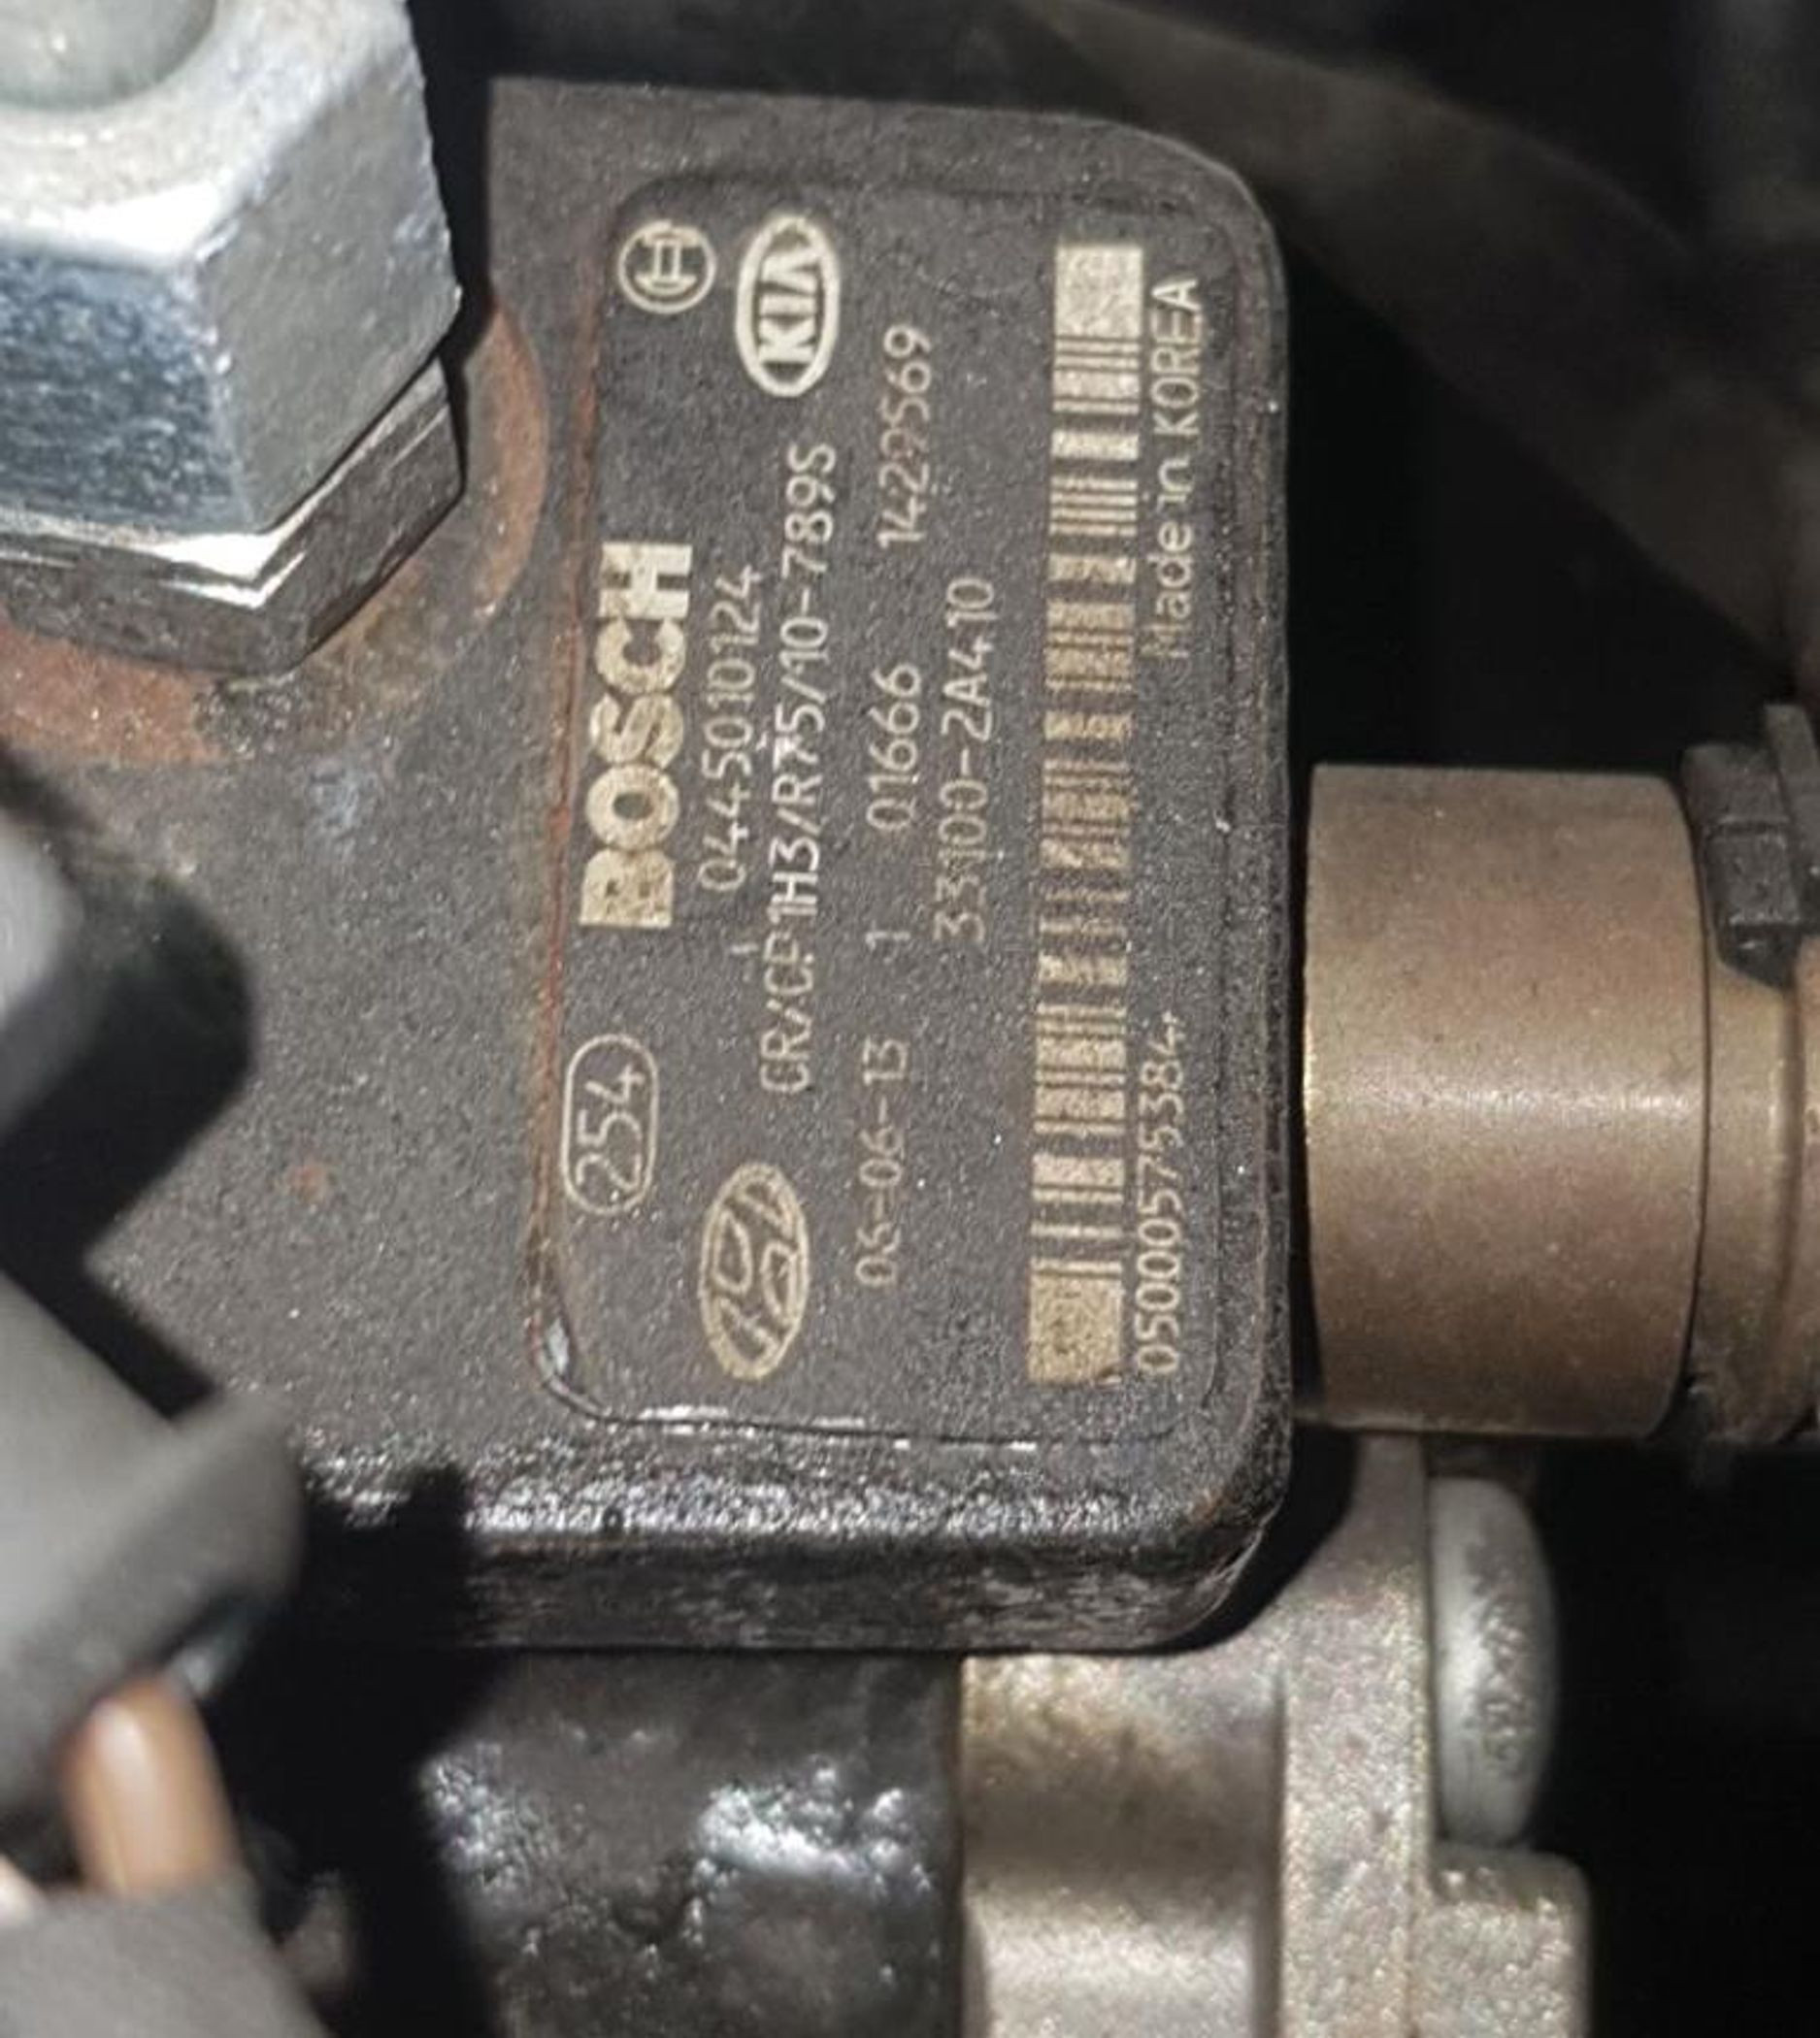 254 BOSCH
0445010124
CR/CP1H3/R75/10-789S KIA
06-06-13 1 01666 1429569
33100-2A410
05000575384 Made in KOREA